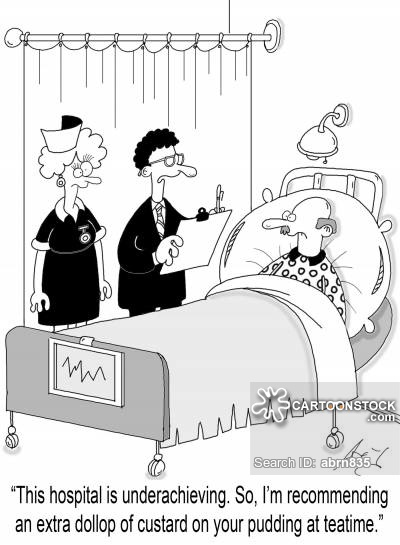 CARTOONSTOCK
.com
Search ID: abrn835
“This hospital is underachieving. So, I’m recommending
an extra dollop of custard on your pudding at teatime.”